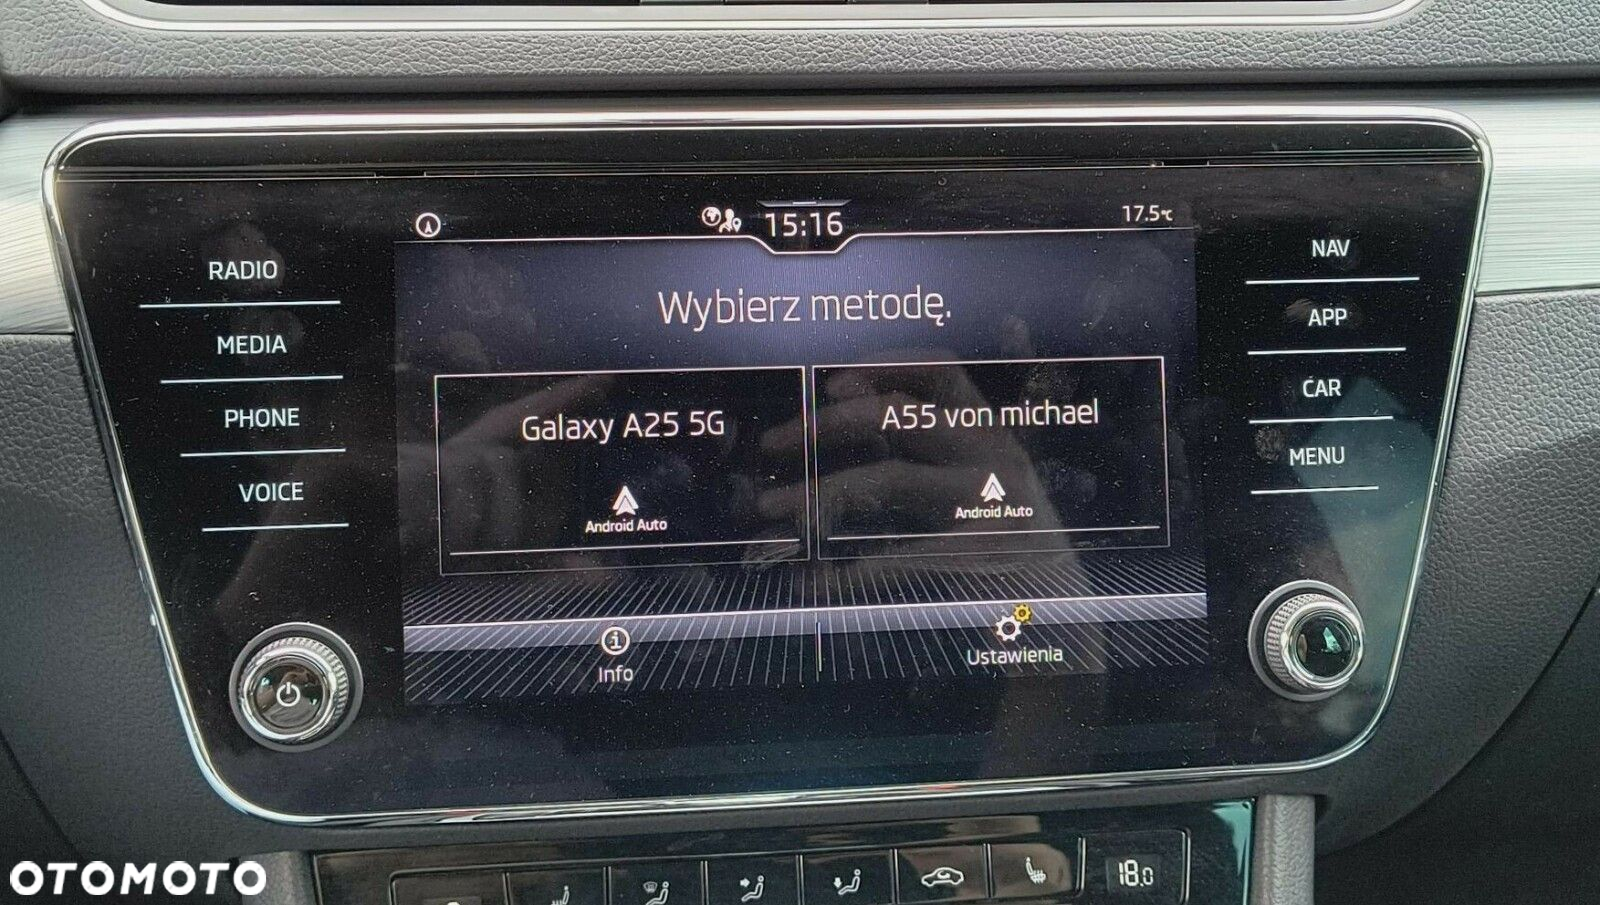 15:16
17.5°C
RADIO
MEDIA
PHONE
VOICE
NAV
APP
CAR
MENU
Wybierz metodę.
Galaxy A25 5G
Android Auto
A55 von michael
Android Auto
Info
Ustawienia
18.0
OTOMOTO